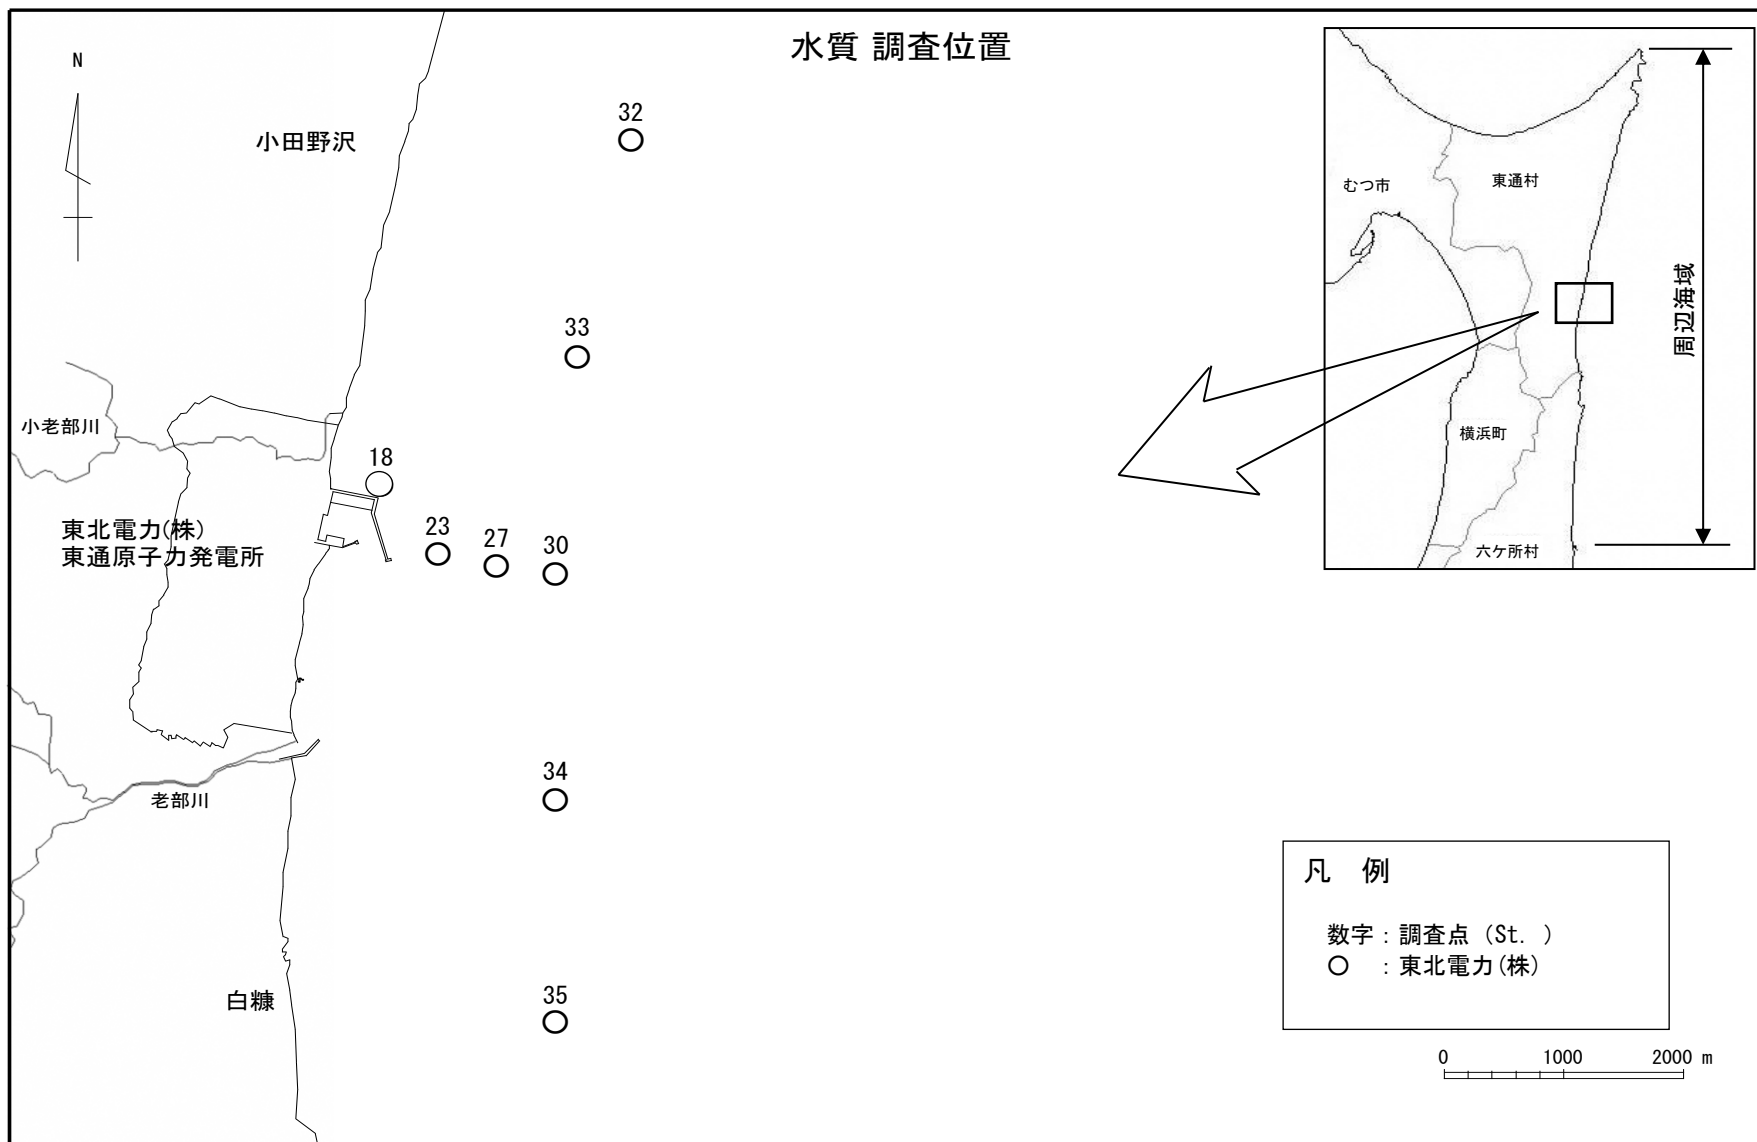 水質 調査位置
N
小田野沢
32
33
小老部川
18
東北電力(株)
東通原子力発電所
23
27
30
老部川
34
白糠
35
むつ市
東通村
横浜町
六ケ所村
周辺海域
凡 例
数字：調査点（St. ）
○ ：東北電力(株)
0 1000 2000 m